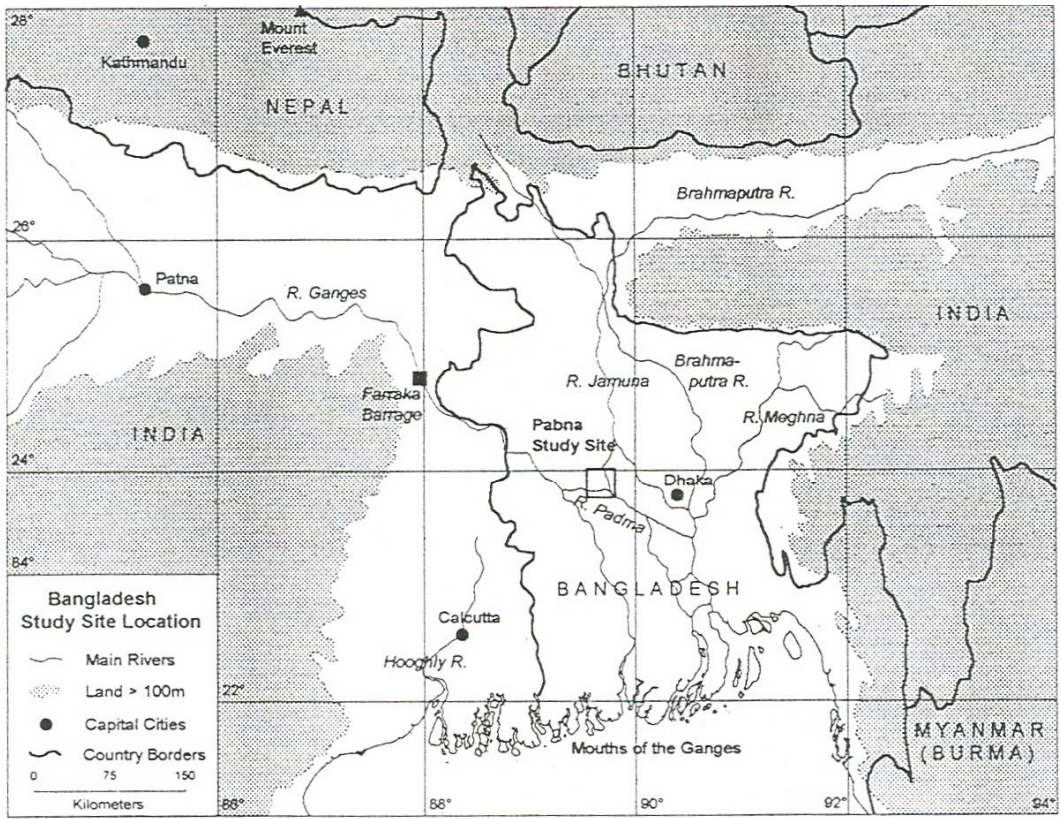 28°
Mount
Everest
Kathmandu
NEPAL
BHUTAN
Brahmaputra R.
26°
Patna
R. Ganges
INDIA
Brahma-
putra R.
R. Jamuna
Farraka
Barrage
R. Meghna
INDIA
Pabna
Study Site
24°
Dhaka
R. Padma
84°
BANGLADESH
Bangladesh
Study Site Location
Calcutta
Main Rivers
Hooghly R.
Land > 100m
22°
Capital Cities
MYANMAR
(BURMA)
Country Borders
Mouths of the Ganges
0 75 150
Kilometers
86°
88°
90°
92°
94°